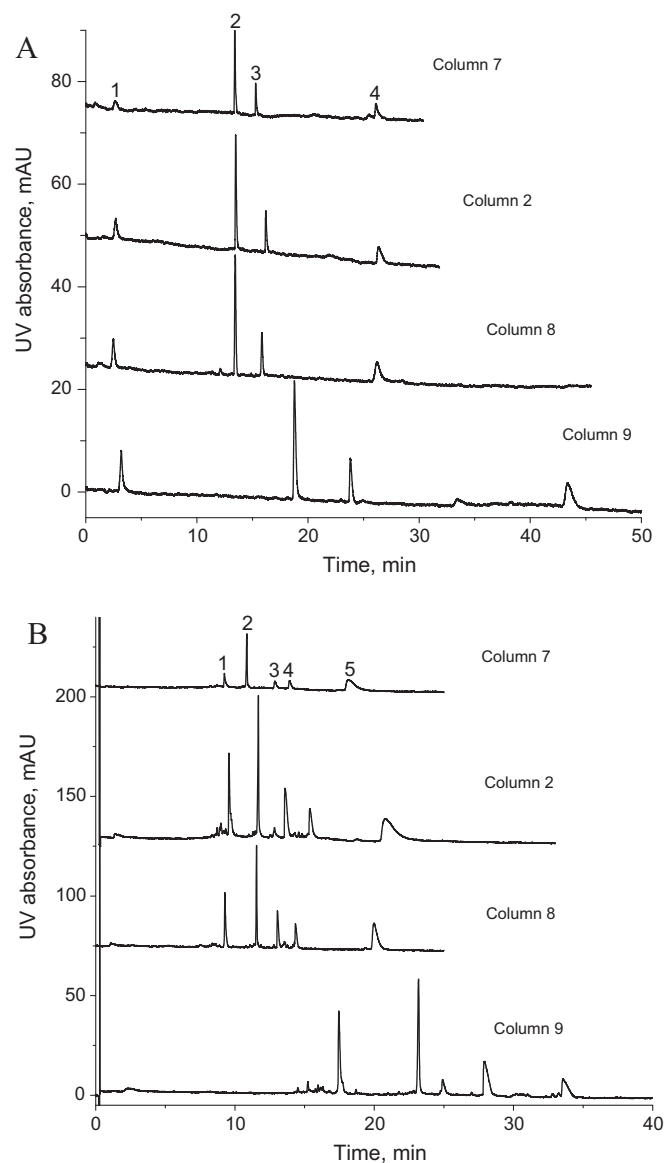 A
2
1
3
4
Column 7
80
60
Column 2
40
Column 8
20
Column 9
0
UV absorbance, mAU
0 10 20 30 40 50
Time, min
B
2
1
3 4
5
Column 7
200
Column 2
150
Column 8
100
50
Column 9
0
UV absorbance, mAU
0 10 20 30 40
Time, min